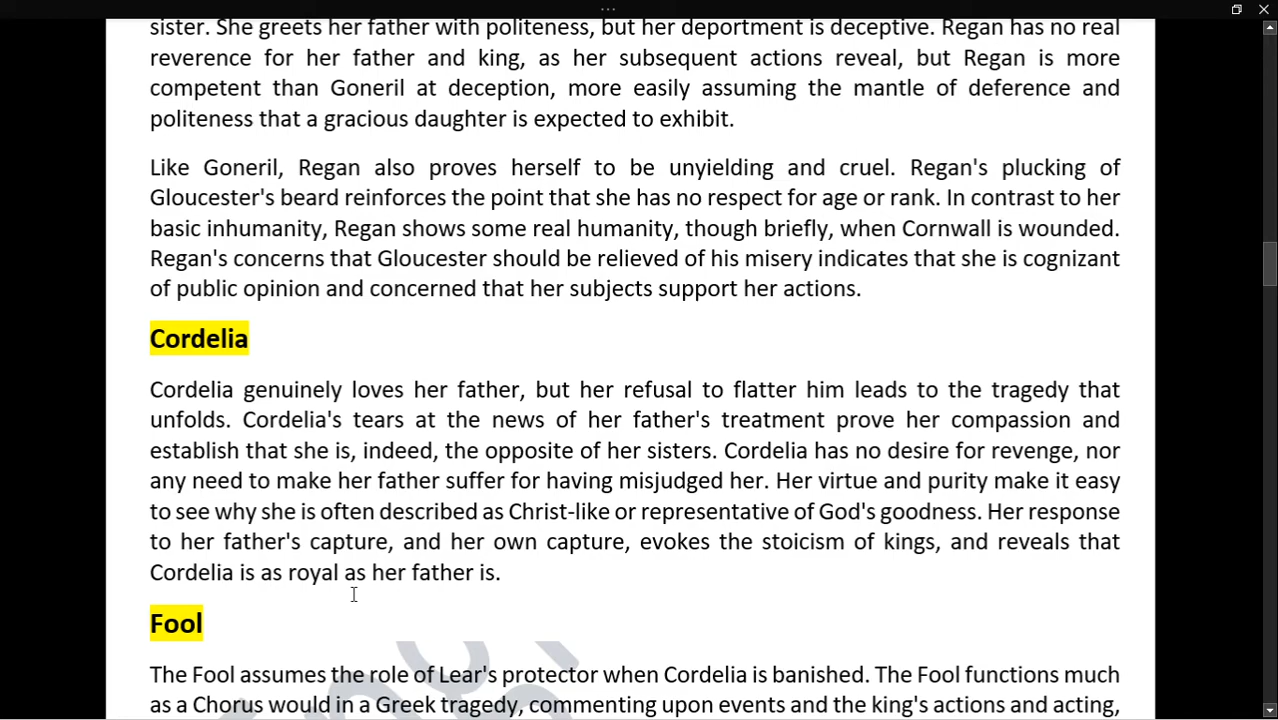 sister. She greets her father with politeness, but her deportment is deceptive. Regan has no real
reverence for her father and king, as her subsequent actions reveal, but Regan is more
competent than Goneril at deception, more easily assuming the mantle of deference and
politeness that a gracious daughter is expected to exhibit.
Like Goneril, Regan also proves herself to be unyielding and cruel. Regan's plucking of
Gloucester's beard reinforces the point that she has no respect for age or rank. In contrast to her
basic inhumanity, Regan shows some real humanity, though briefly, when Cornwall is wounded.
Regan's concerns that Gloucester should be relieved of his misery indicates that she is cognizant
of public opinion and concerned that her subjects support her actions.
Cordelia
Cordelia genuinely loves her father, but her refusal to flatter him leads to the tragedy that
unfolds. Cordelia's tears at the news of her father's treatment prove her compassion and
establish that she is, indeed, the opposite of her sisters. Cordelia has no desire for revenge, nor
any need to make her father suffer for having misjudged her. Her virtue and purity make it easy
to see why she is often described as Christ-like or representative of God's goodness. Her response
to her father's capture, and her own capture, evokes the stoicism of kings, and reveals that
Cordelia is as royal as her father is.
Fool
The Fool assumes the role of Lear's protector when Cordelia is banished. The Fool functions much
as a Chorus would in a Greek tragedy, commenting upon events and the king's actions and acting,